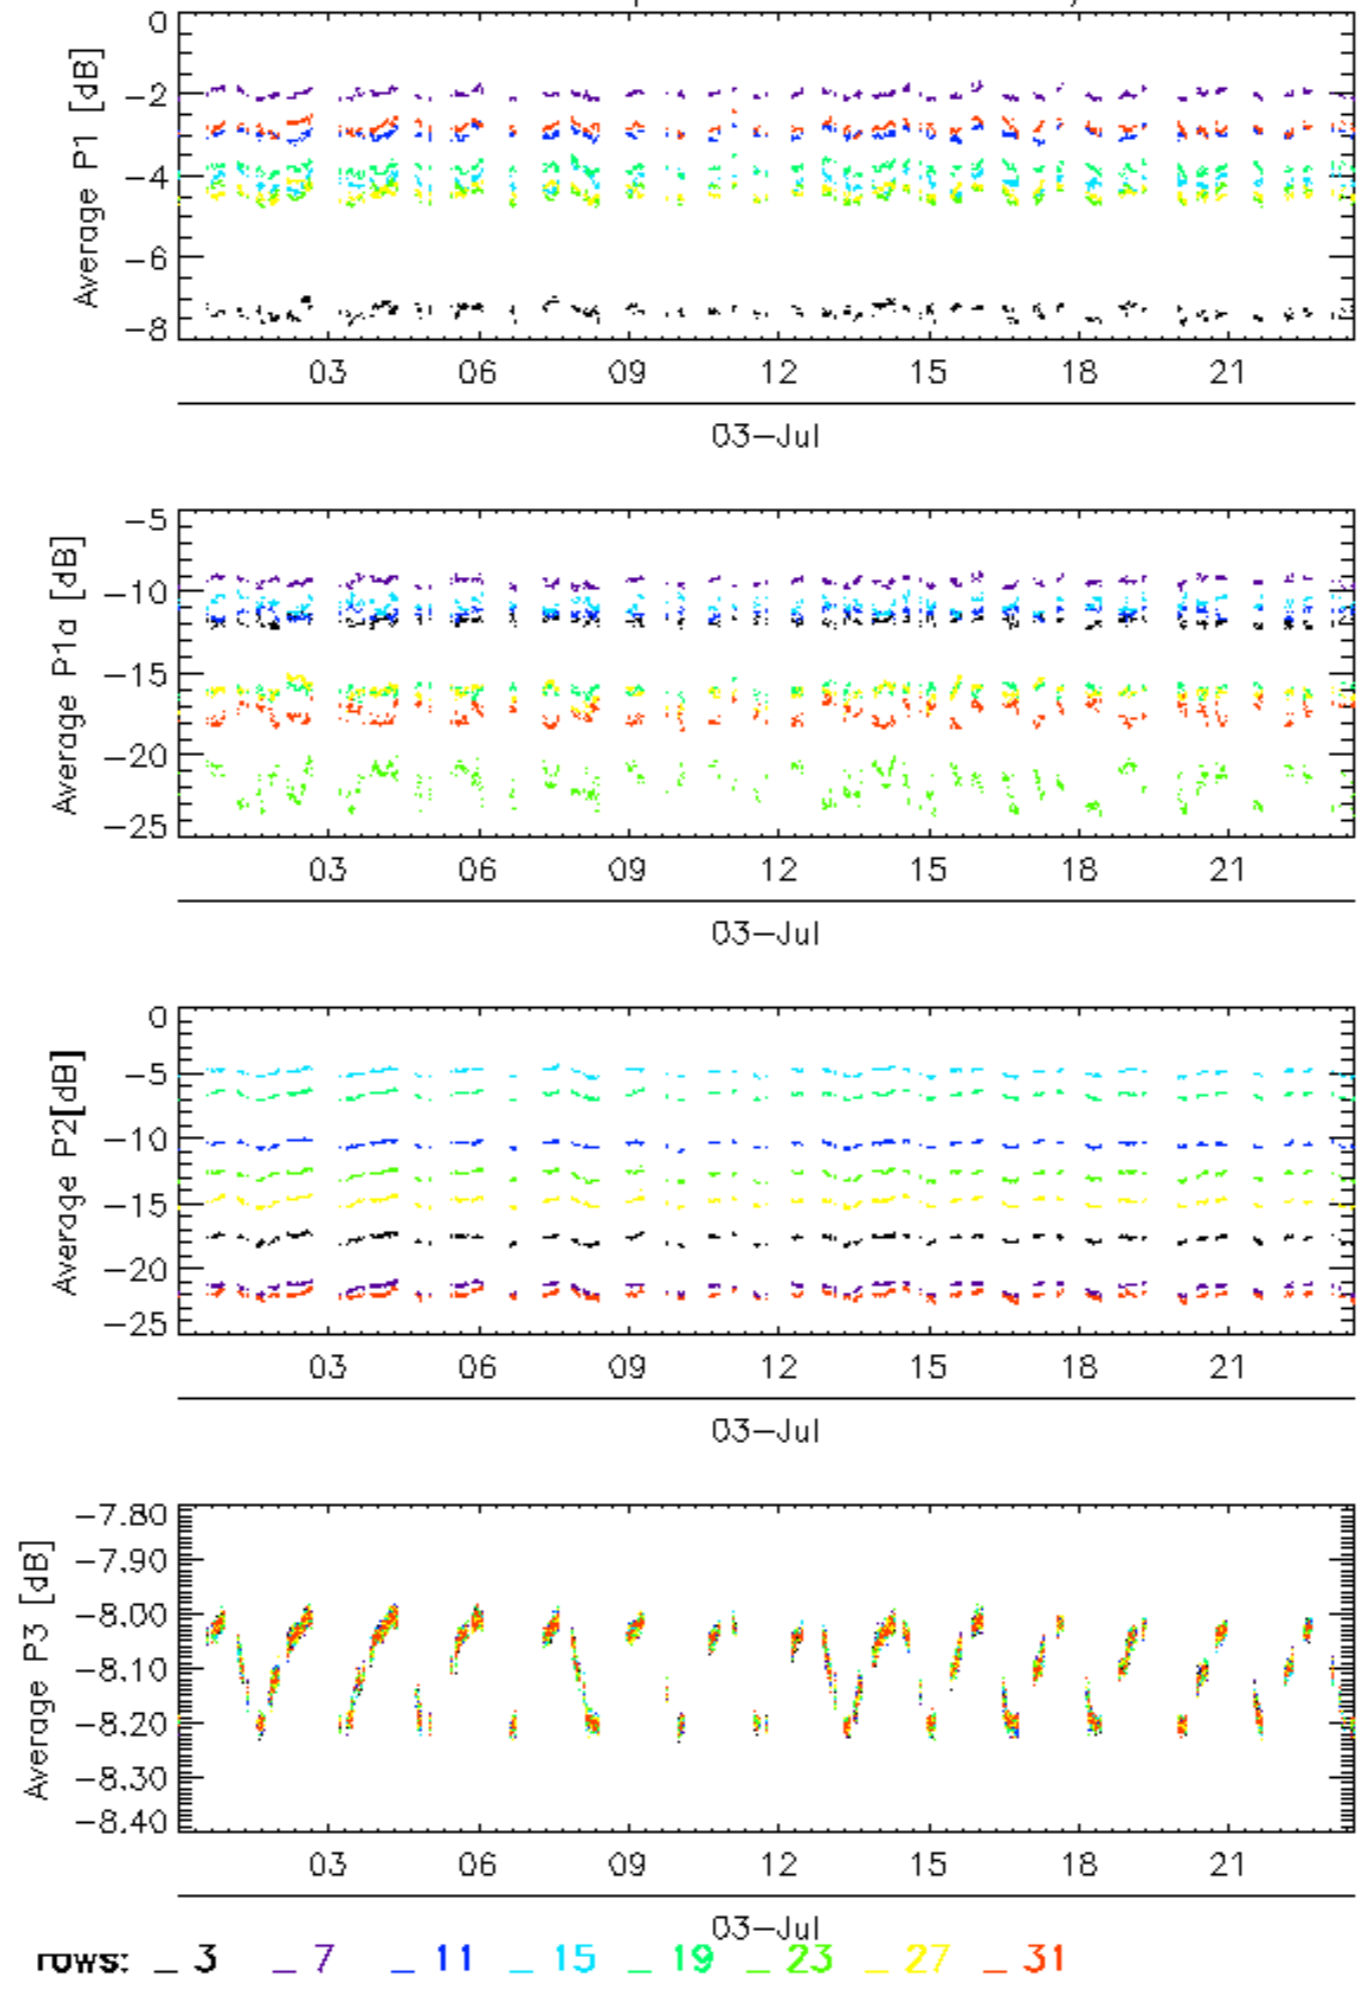 0
-2
-4
-6
-8
Average P1 [dB]
03 06 09 12 15 18 21
03-Jul
-5
-10
-15
-20
-25
Average P1a [dB]
03 06 09 12 15 18 21
03-Jul
0
-5
-10
-15
-20
-25
Average P2[dB]
03 06 09 12 15 18 21
03-Jul
-7.80
-7.90
-8.00
-8.10
-8.20
-8.30
-8.40
Average P3 [dB]
03 06 09 12 15 18 21
03-Jul
rows: _ 3 _ 7 _ 11 _ 15 _ 19 _ 23 _ 27 _ 31